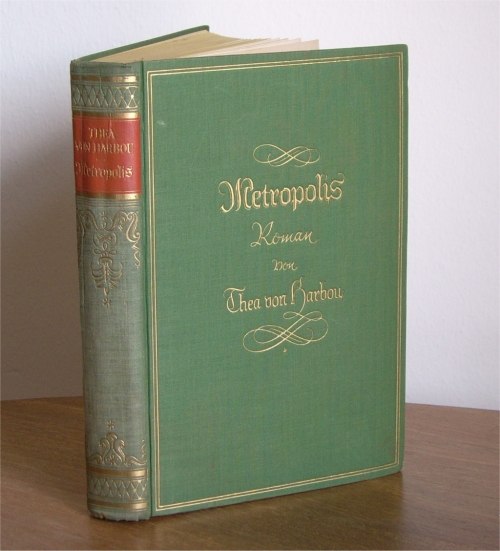 THEA
VON HARBOU
Metropolis
Metropolis
Roman
von
Thea von Harbou